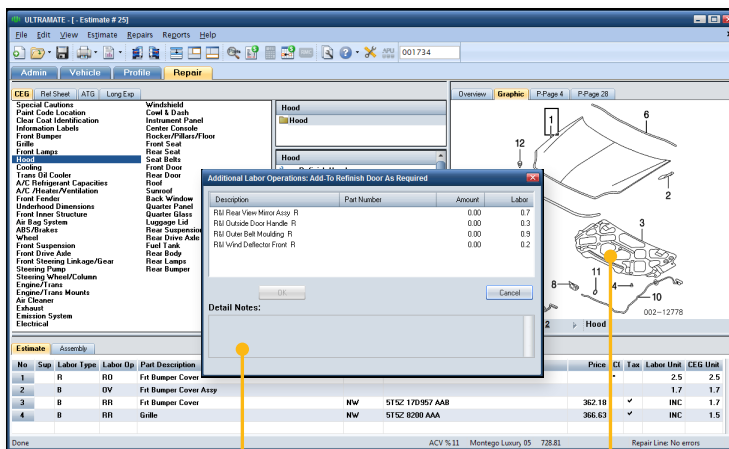 ULTRAMATE - [ - Estimate # 25]
File Edit View Estimate Repairs Reports Help
001734
Admin Vehicle Profile Repair
CEG Ref Sheet ATG Long Exp
Overview Graphic P-Page 4 P-Page 28
Special Cautions
Paint Code Location
Clear Coat Identification
Information Labels
Front Bumper
Grille
Front Lamps
Hood
Cooling
Trans Oil Cooler
A/C Refrigerant Capacities
A/C /Heater/Ventilation
Front Fender
Underhood Dimensions
Front Inner Structure
Air Bag System
ABS/Brakes
Wheel
Front Suspension
Front Drive Axle
Front Steering Linkage/Gear
Steering Pump
Steering Wheel/Column
Engine/Trans
Engine/Trans Mounts
Air Cleaner
Exhaust
Emission System
Electrical
Windshield
Cowl & Dash
Instrument Panel
Center Console
Rocker/Pillars/Floor
Front Seat
Rear Seat
Seat Belts
Front Door
Rear Door
Roof
Sunroof
Back Window
Quarter Panel
Quarter Glass
Luggage Lid
Rear Suspension
Rear Drive Axle
Fuel Tank
Rear Body
Rear Lamps
Rear Bumper
Hood
Hood
Hood
1
6
12
2
3
11
8
4
10
002-12778
2 Hood
Additional Labor Operations: Add-To Refinish Door As Required
Description Part Number Amount Labor
R&I Rear View Mirror Assy R 0.00 0.7
R&I Outside Door Handle R 0.00 0.3
R&I Outer Belt Moulding R 0.00 0.9
R&I Wind Deflector Front R 0.00 0.2
OK Cancel
Detail Notes:
Estimate Assembly
No Sup Labor Type Labor Op Part Description Price Cl Tax Labor Unit CEG Unit
1 R RO Frt Bumper Cover 2.5 2.5
2 B OV Frt Bumper Cover Assy 1.7 1.7
3 B RR Frt Bumper Cover NW 5T5Z 17D957 AAB 362.18 INC 1.7
4 B RR Grille NW 5T5Z 8200 AAA 366.63 INC 1.5
Done ACV % 11 Montego Luxury 05 728.81 Repair Line: No errors